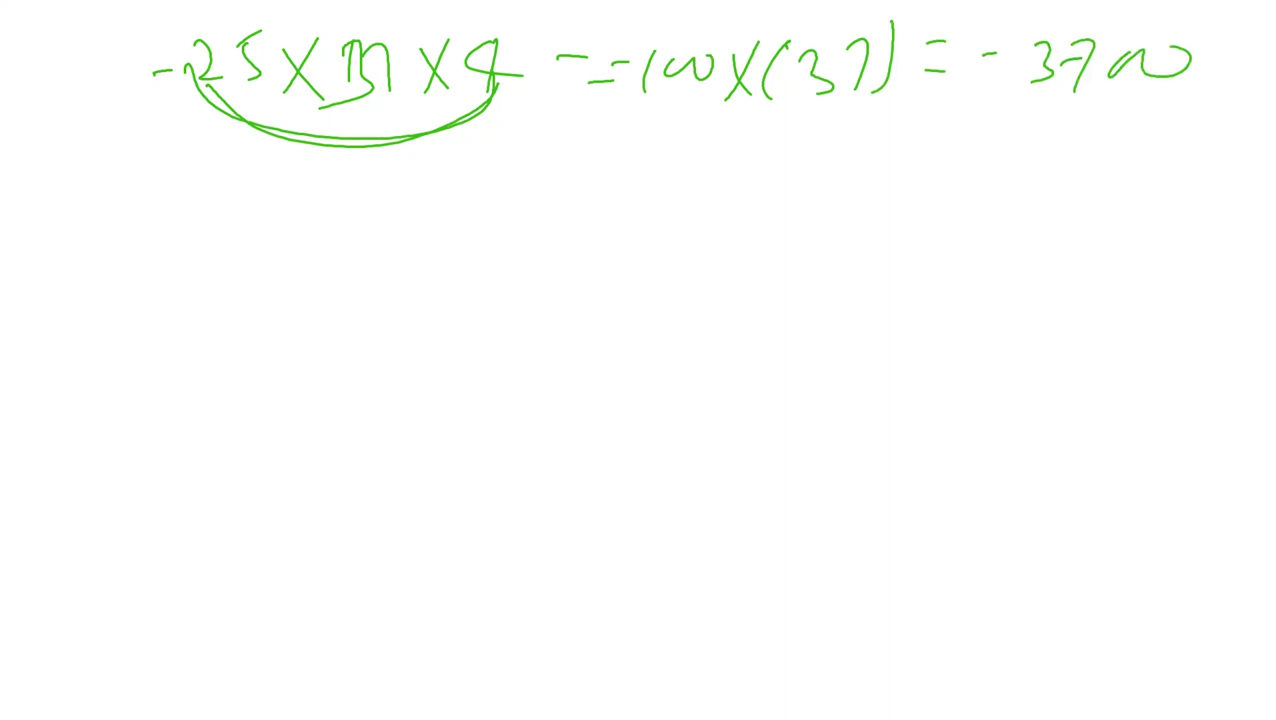 -25 × 37 × 4 = -100 × (37) = - 3700